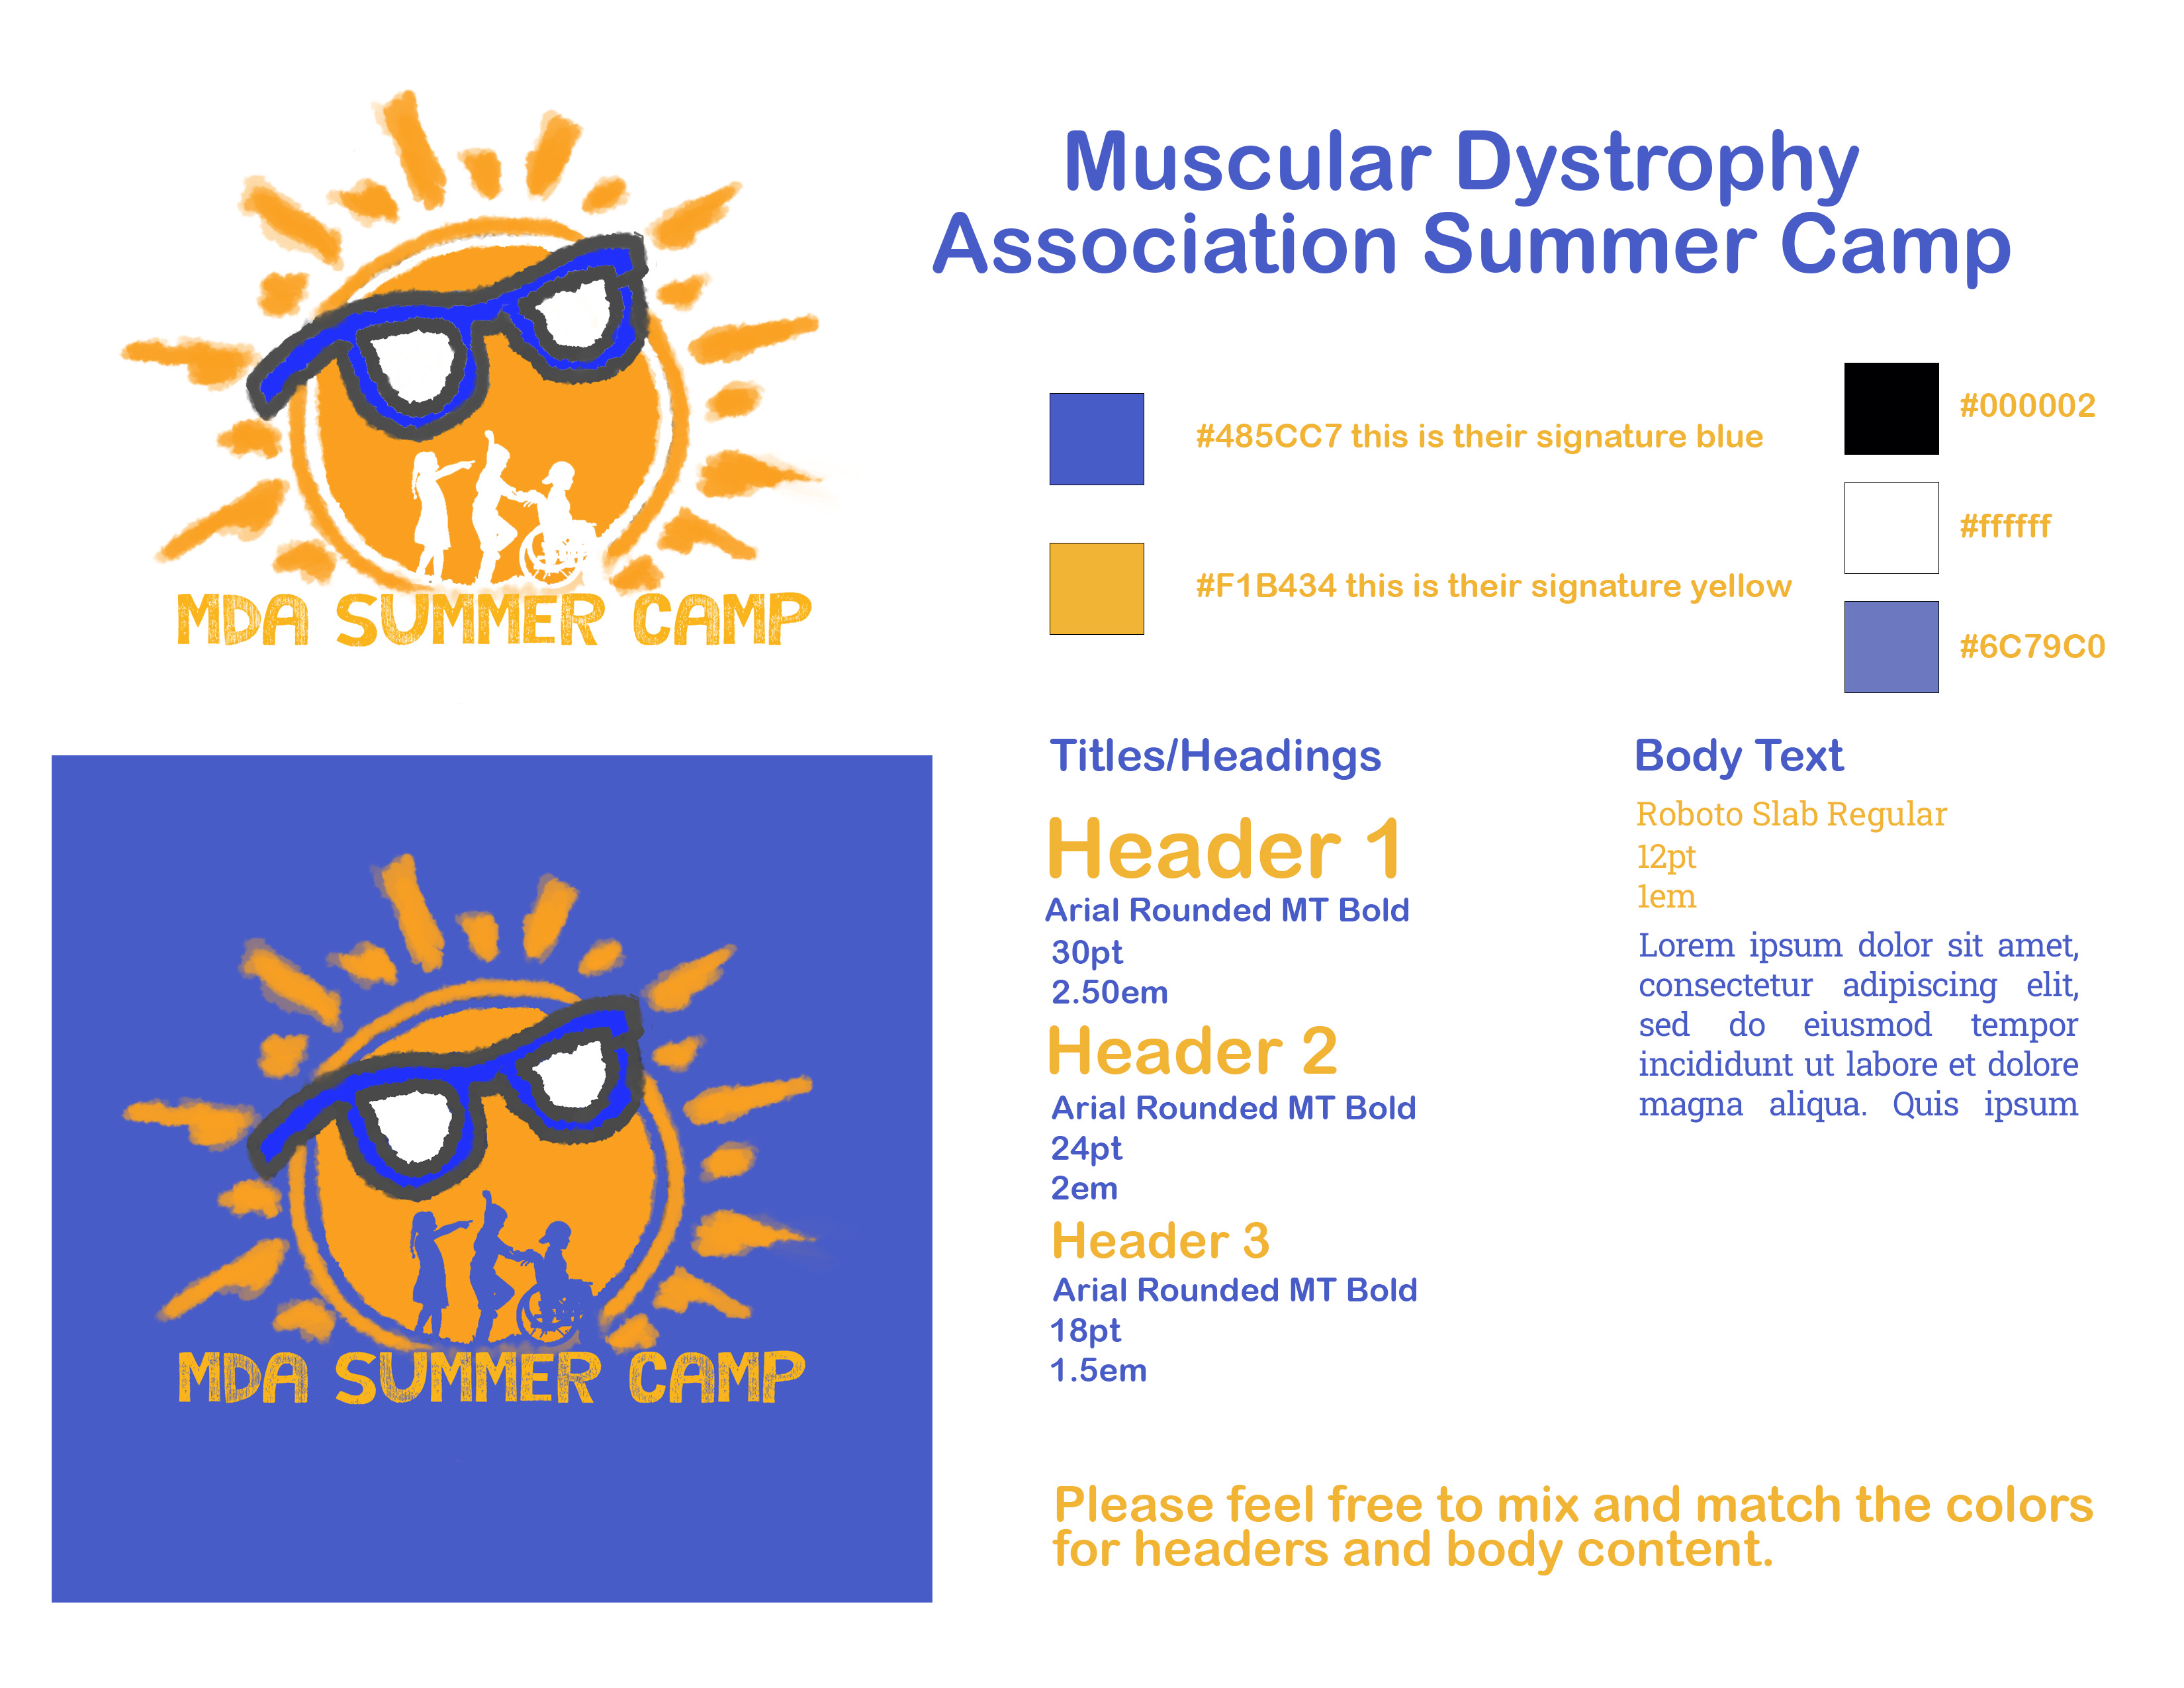 Muscular Dystrophy
Association Summer Camp
MDA SUMMER CAMP
#485CC7 this is their signature blue
#F1B434 this is their signature yellow
#000002
#ffffff
#6C79C0
MDA SUMMER CAMP
Titles/Headings
Header 1
Arial Rounded MT Bold
30pt
2.50em
Header 2
Arial Rounded MT Bold
24pt
2em
Header 3
Arial Rounded MT Bold
18pt
1.5em
Body Text
Roboto Slab Regular
12pt
1em
Lorem ipsum dolor sit amet,
consectetur adipiscing elit,
sed do eiusmod tempor
incididunt ut labore et dolore
magna aliqua. Quis ipsum
Please feel free to mix and match the colors
for headers and body content.